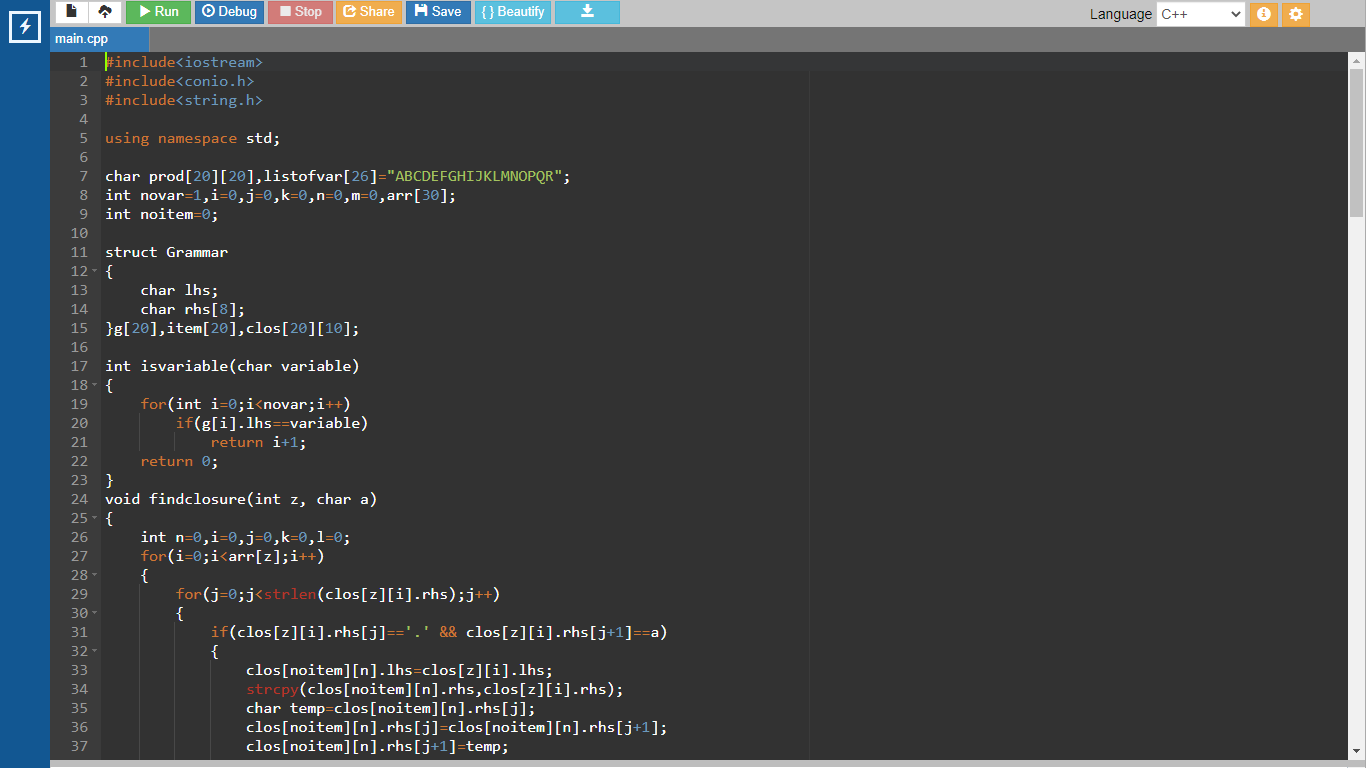 Run Debug Stop Share Save { } Beautify Language C++
main.cpp
1 #include<iostream>
2 #include<conio.h>
3 #include<string.h>
4
5 using namespace std;
6
7 char prod[20][20],listofvar[26]="ABCDEFGHIJKLMNOPQR";
8 int novar=1,i=0,j=0,k=0,n=0,m=0,arr[30];
9 int noitem=0;
10
11 struct Grammar
12 {
13     char lhs;
14     char rhs[8];
15 }g[20],item[20],clos[20][10];
16
17 int isvariable(char variable)
18 {
19     for(int i=0;i<novar;i++)
20         if(g[i].lhs==variable)
21             return i+1;
22     return 0;
23 }
24 void findclosure(int z, char a)
25 {
26     int n=0,i=0,j=0,k=0,l=0;
27     for(i=0;i<arr[z];i++)
28     {
29         for(j=0;j<strlen(clos[z][i].rhs);j++)
30         {
31             if(clos[z][i].rhs[j]=='.' && clos[z][i].rhs[j+1]==a)
32             {
33                 clos[noitem][n].lhs=clos[z][i].lhs;
34                 strcpy(clos[noitem][n].rhs,clos[z][i].rhs);
35                 char temp=clos[noitem][n].rhs[j];
36                 clos[noitem][n].rhs[j]=clos[noitem][n].rhs[j+1];
37                 clos[noitem][n].rhs[j+1]=temp;